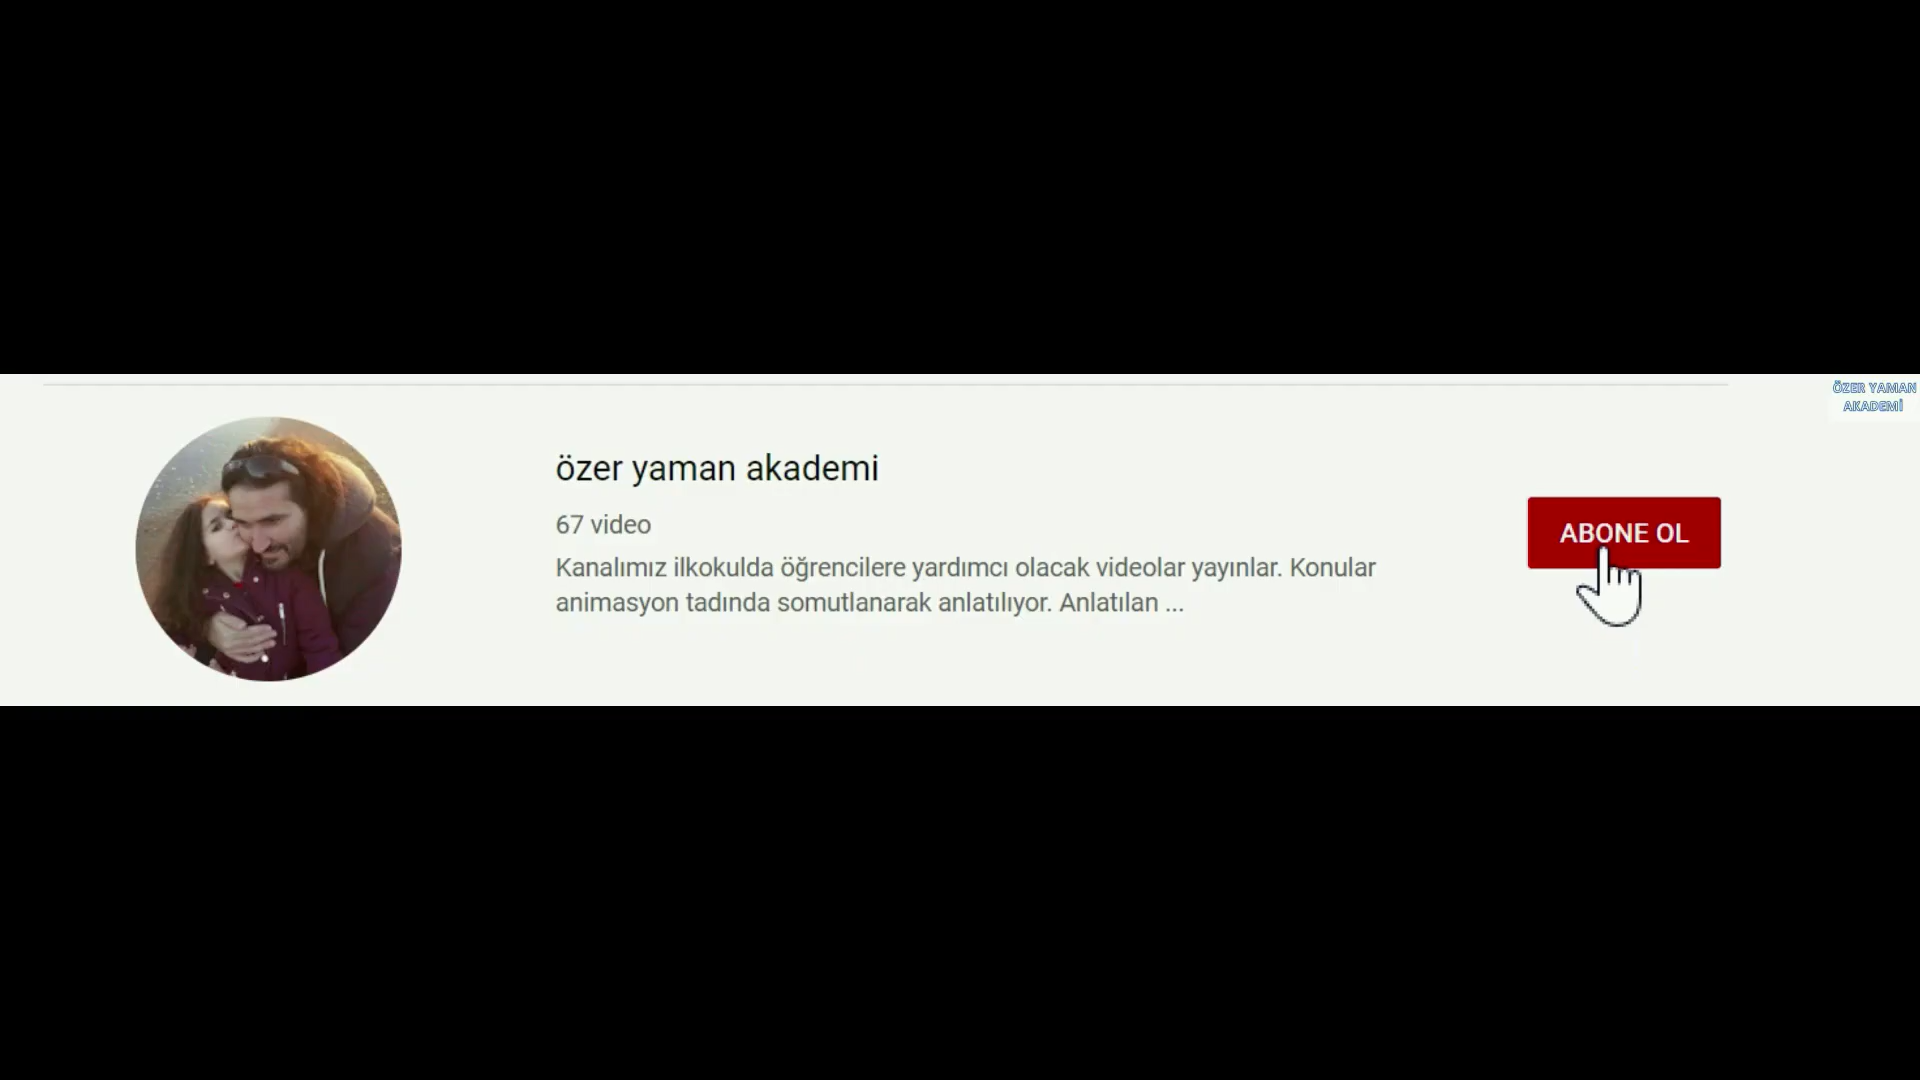 ÖZER YAMAN
AKADEMİ
özer yaman akademi
67 video
Kanalımız ilkokulda öğrencilere yardımcı olacak videolar yayınlar. Konular
animasyon tadında somutlanarak anlatılıyor. Anlatılan ...
ABONE OL